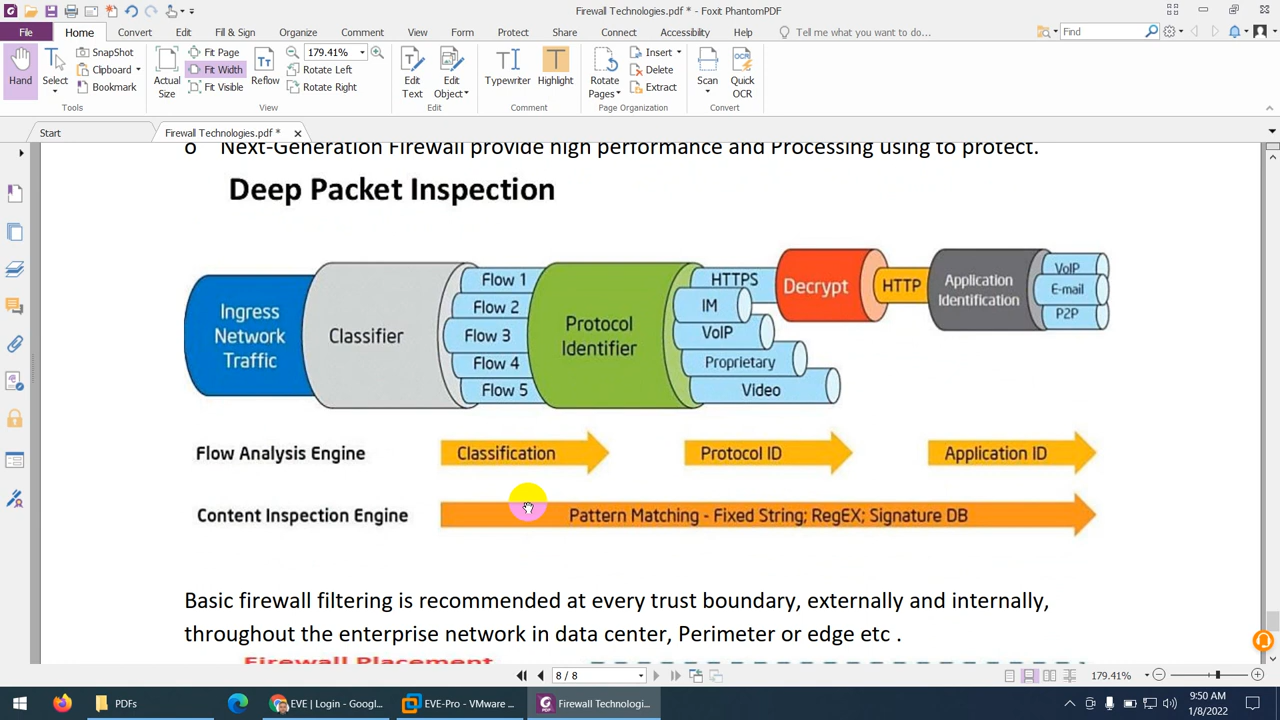 Firewall Technologies.pdf * - Foxit PhantomPDF
File Home Convert Edit Fill & Sign Organize Comment View Form Protect Share Connect Accessibility Help Tell me what you want to do... Find
Hand
Select
SnapShot
Clipboard
Bookmark
Tools
Actual Size
Fit Page
Fit Width
Fit Visible
Reflow
179.41%
Rotate Left
Rotate Right
View
Edit Text
Edit Object
Edit
Typewriter
Highlight
Comment
Rotate Pages
Insert
Delete
Extract
Page Organization
Scan
Quick OCR
Convert
Start
Firewall Technologies.pdf *
o Next-Generation Firewall provide high performance and Processing using to protect.
Deep Packet Inspection
Ingress
Network
Traffic
Classifier
Flow 1
Flow 2
Flow 3
Flow 4
Flow 5
Protocol
Identifier
HTTPS
IM
VoIP
Proprietary
Video
Decrypt
HTTP
Application
Identification
VoIP
E-mail
P2P
Flow Analysis Engine Classification Protocol ID Application ID
Content Inspection Engine Pattern Matching - Fixed String; RegEX; Signature DB
Basic firewall filtering is recommended at every trust boundary, externally and internally,
throughout the enterprise network in data center, Perimeter or edge etc .
Firewall Placement
8 / 8
179.41%
PDFs
EVE | Login - Googl...
EVE-Pro - VMware ...
Firewall Technologi...
9:50 AM
1/8/2022